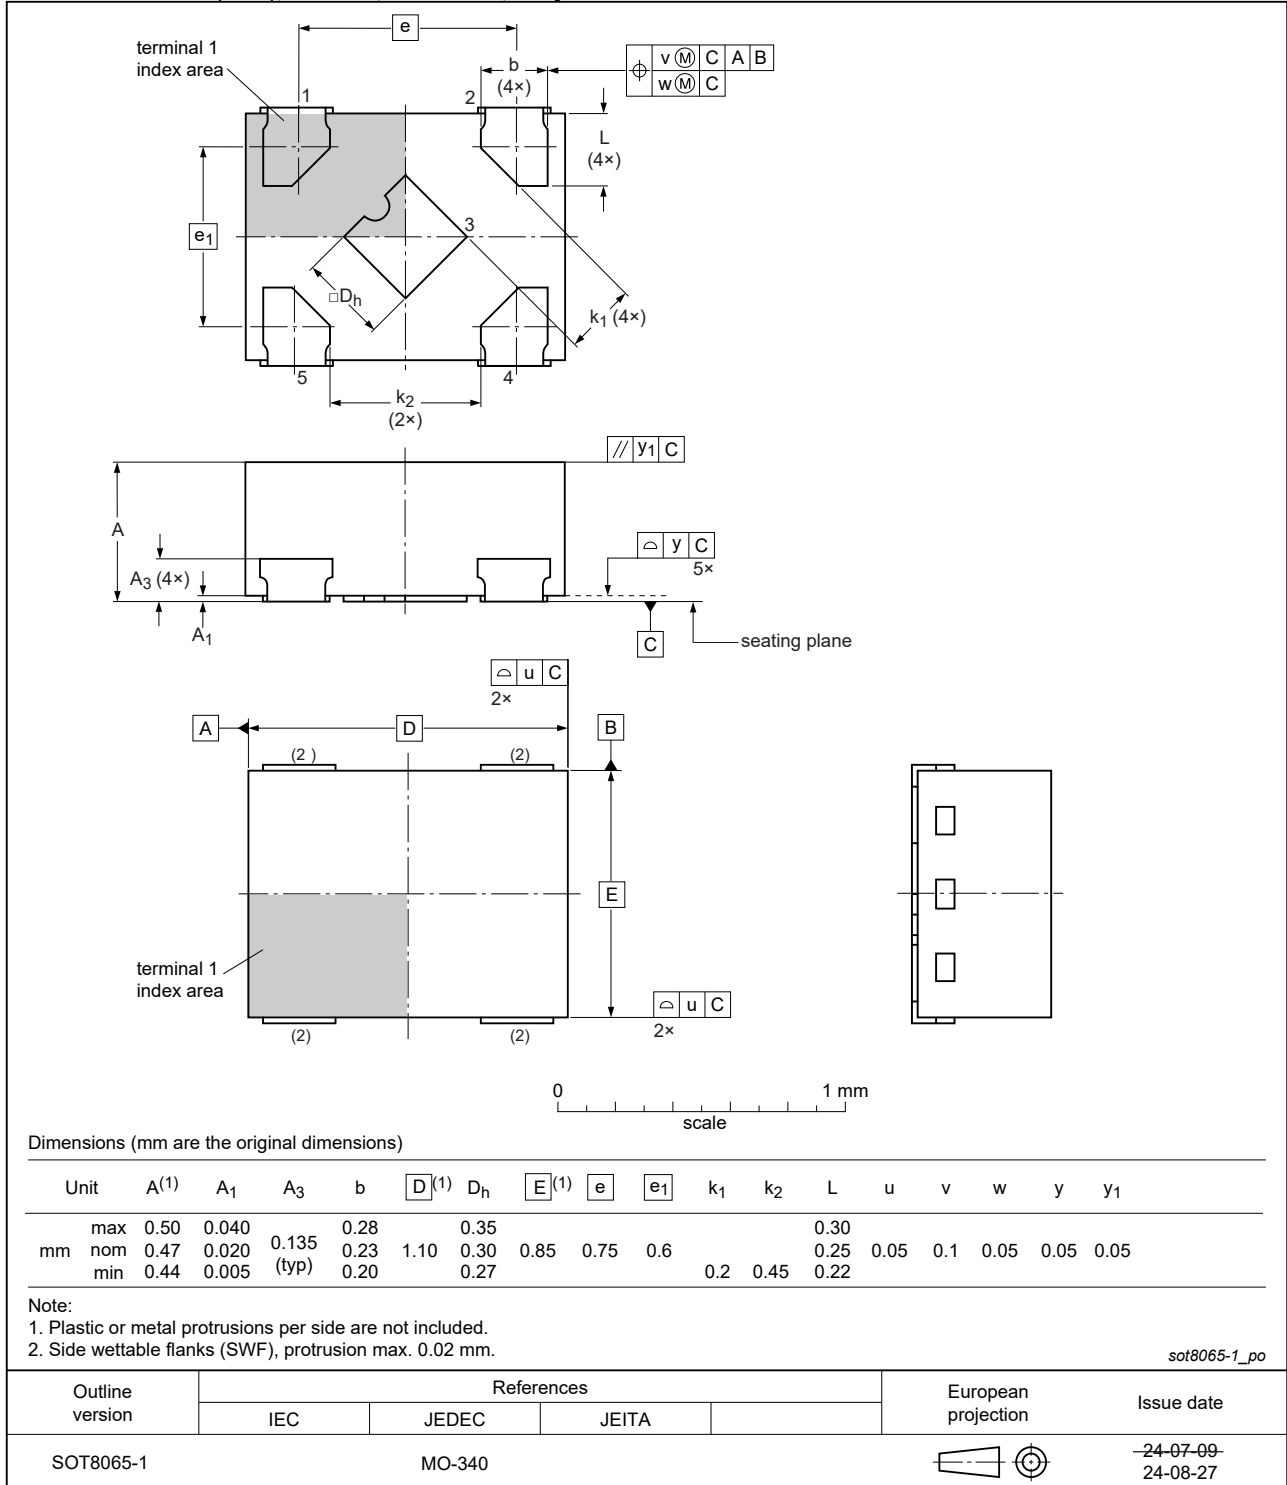 terminal 1
index area
e
b
(4×)
v Ⓜ C A B
w Ⓜ C
1
2
L
(4×)
e1
3
□Dh
k1 (4×)
5
4
k2
(2×)
// y1 C
A
A3 (4×)
A1
⌓ y C
5×
C
seating plane
⌓ u C
2×
A
D
B
(2 )
(2)
E
terminal 1
index area
⌓ u C
2×
(2)
(2)
0
1 mm
scale
Dimensions (mm are the original dimensions)
Unit A(1) A1 A3 b D(1) Dh E(1) e e1 k1 k2 L u v w y y1
max 0.50 0.040 0.28 0.35 0.30
mm nom 0.47 0.020 0.135 (typ) 0.23 1.10 0.30 0.85 0.75 0.6 0.25 0.05 0.1 0.05 0.05 0.05
min 0.44 0.005 0.20 0.27 0.2 0.45 0.22
Note:
1. Plastic or metal protrusions per side are not included.
2. Side wettable flanks (SWF), protrusion max. 0.02 mm.
sot8065-1_po
Outline version
References
European projection
Issue date
IEC JEDEC JEITA
SOT8065-1
MO-340
24-07-09
24-08-27